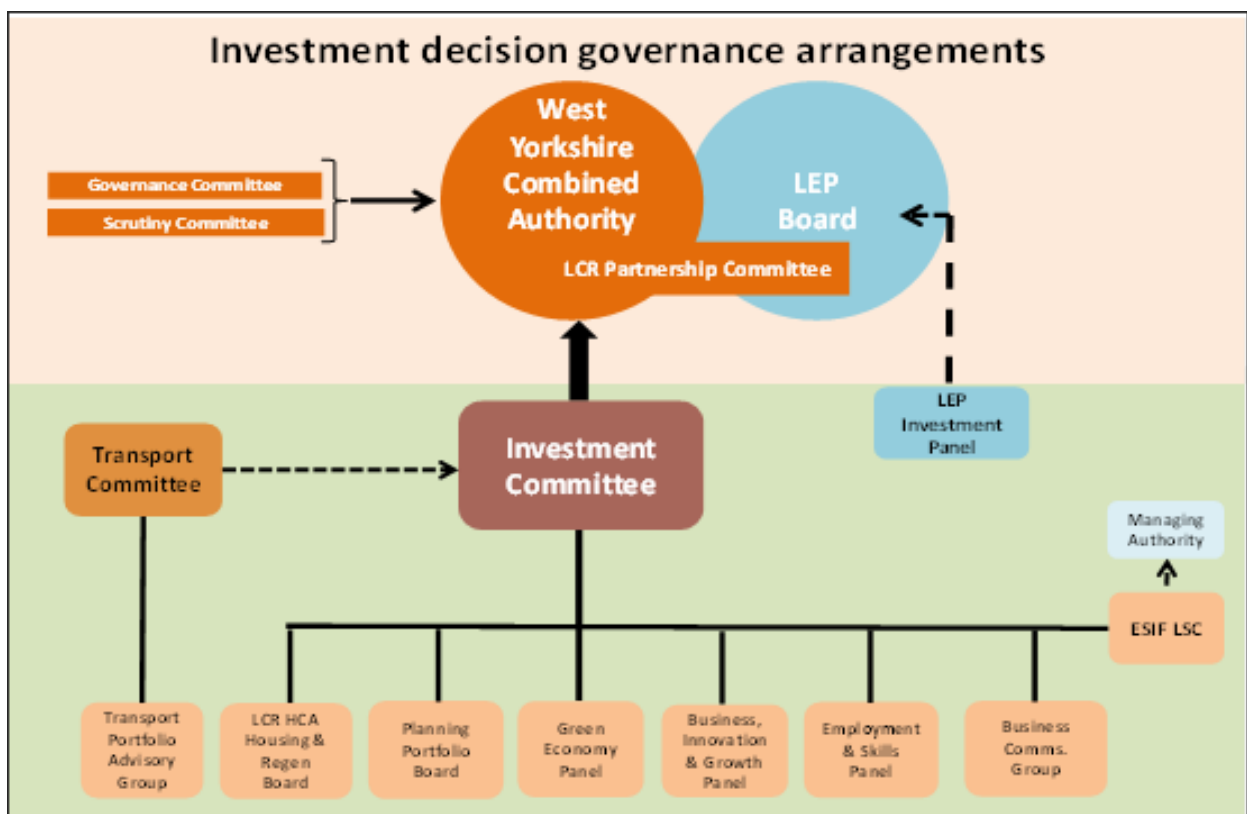 Investment decision governance arrangements
West
Yorkshire
Combined
Authority
LEP
Board
Governance Committee
Scrutiny Committee
LCR Partnership Committee
LEP
Investment
Panel
Transport
Committee
Investment
Committee
Managing
Authority
ESIF LSC
Transport
Portfolio
Advisory
Group
LCR HCA
Housing &
Regen
Board
Planning
Portfolio
Board
Green
Economy
Panel
Business,
Innovation
& Growth
Panel
Employment
& Skills
Panel
Business
Comms.
Group